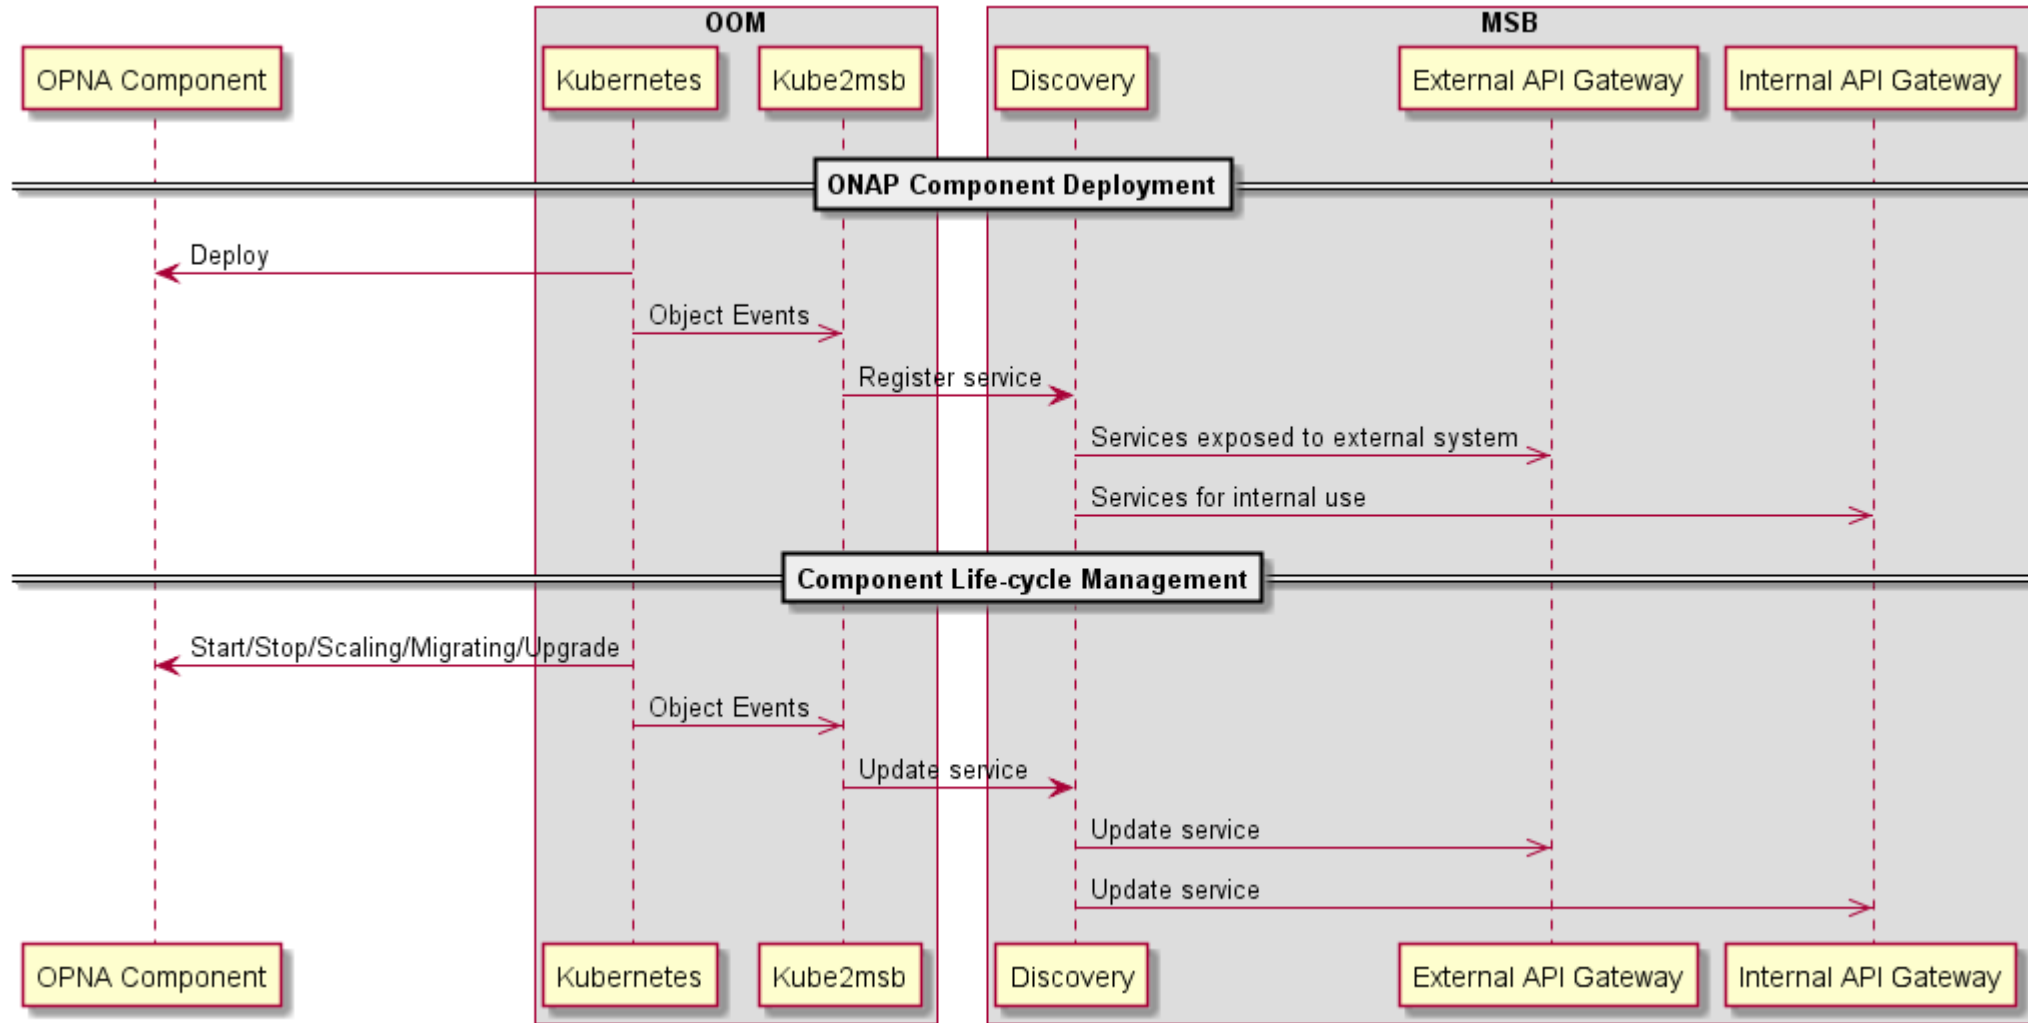 OOM
MSB
OPNA Component
Kubernetes
Kube2msb
Discovery
External API Gateway
Internal API Gateway
ONAP Component Deployment
Deploy
Object Events
Register service
Services exposed to external system
Services for internal use
Component Life-cycle Management
Start/Stop/Scaling/Migrating/Upgrade
Object Events
Update service
Update service
Update service
OPNA Component
Kubernetes
Kube2msb
Discovery
External API Gateway
Internal API Gateway